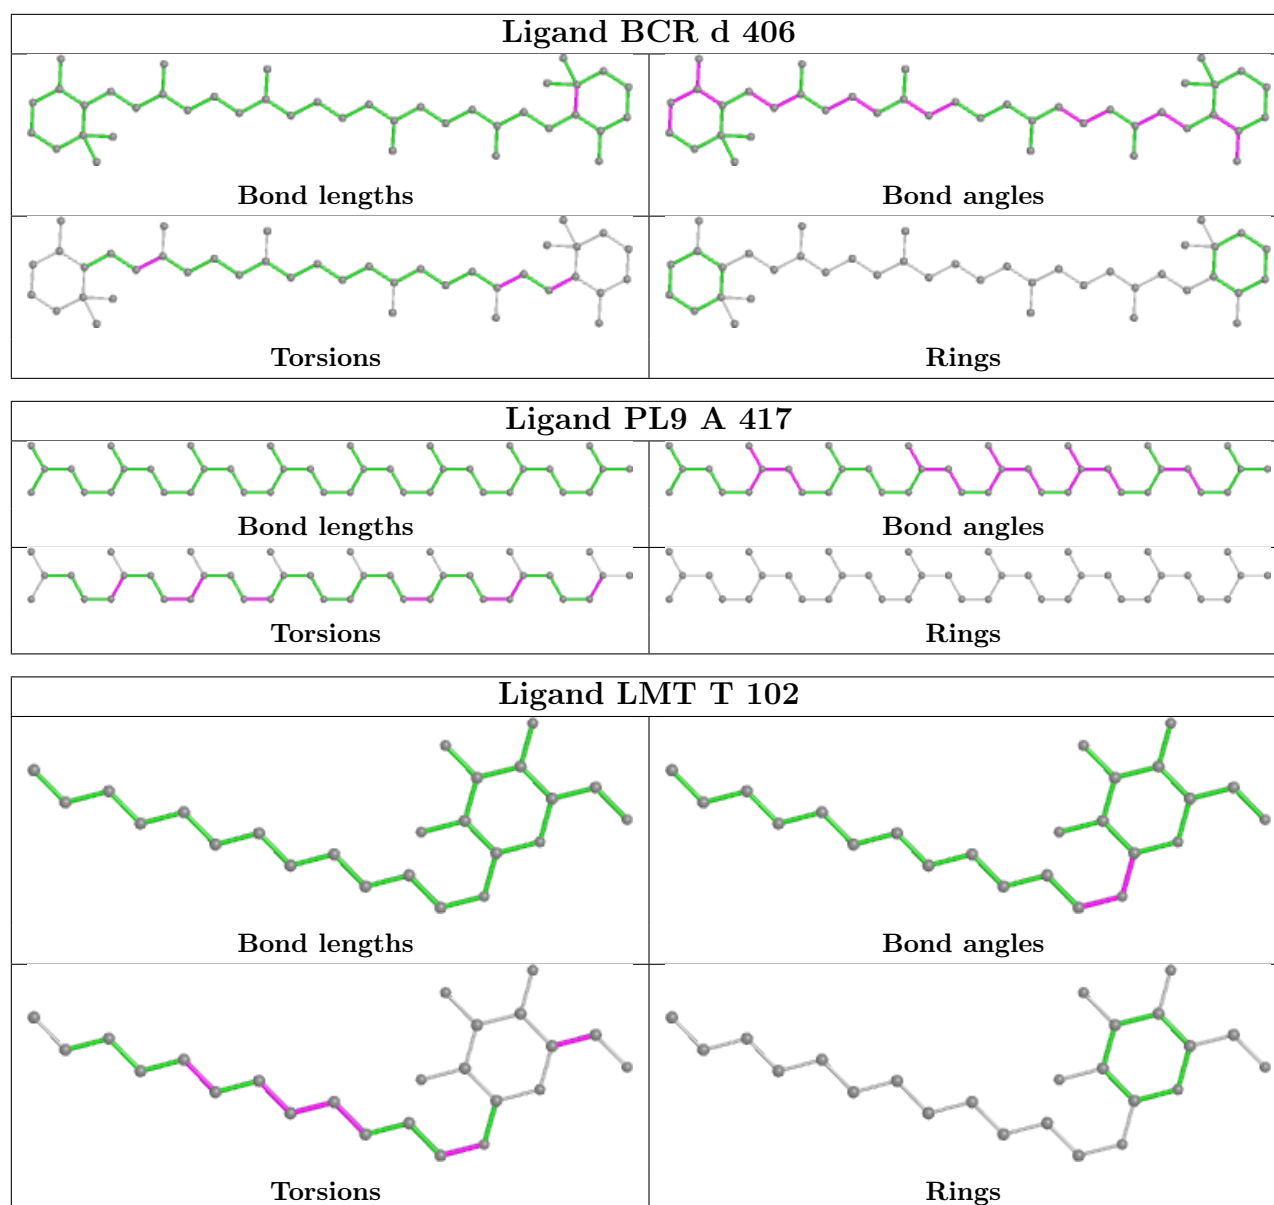 Ligand BCR d 406
Bond lengths
Bond angles
Torsions
Rings
Ligand PL9 A 417
Bond lengths
Bond angles
Torsions
Rings
Ligand LMT T 102
Bond lengths
Bond angles
Torsions
Rings